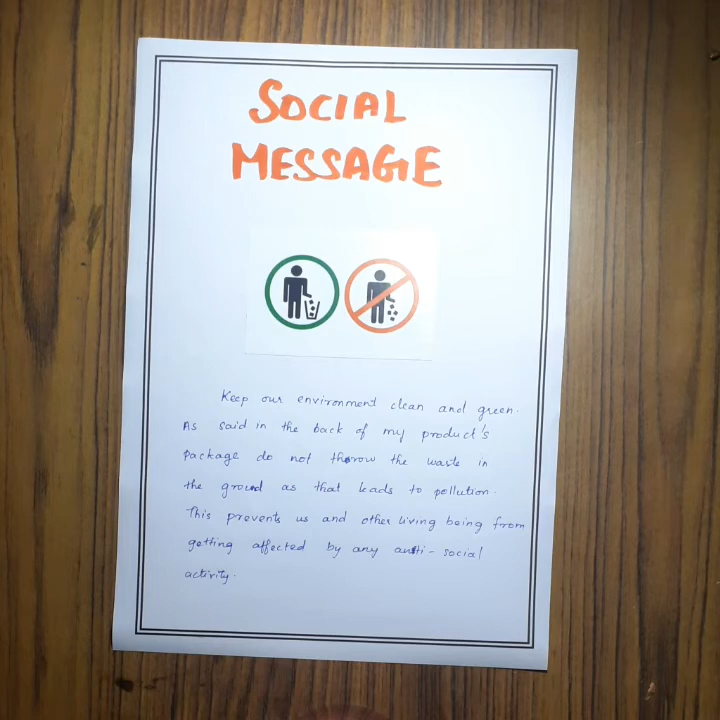 SOCIAL
MESSAGE
Keep our environment clean and green.
As said in the back of my product's
package do not throw the waste in
the ground as that leads to pollution.
This prevents us and other living being from
getting affected by any anti-social
activity.